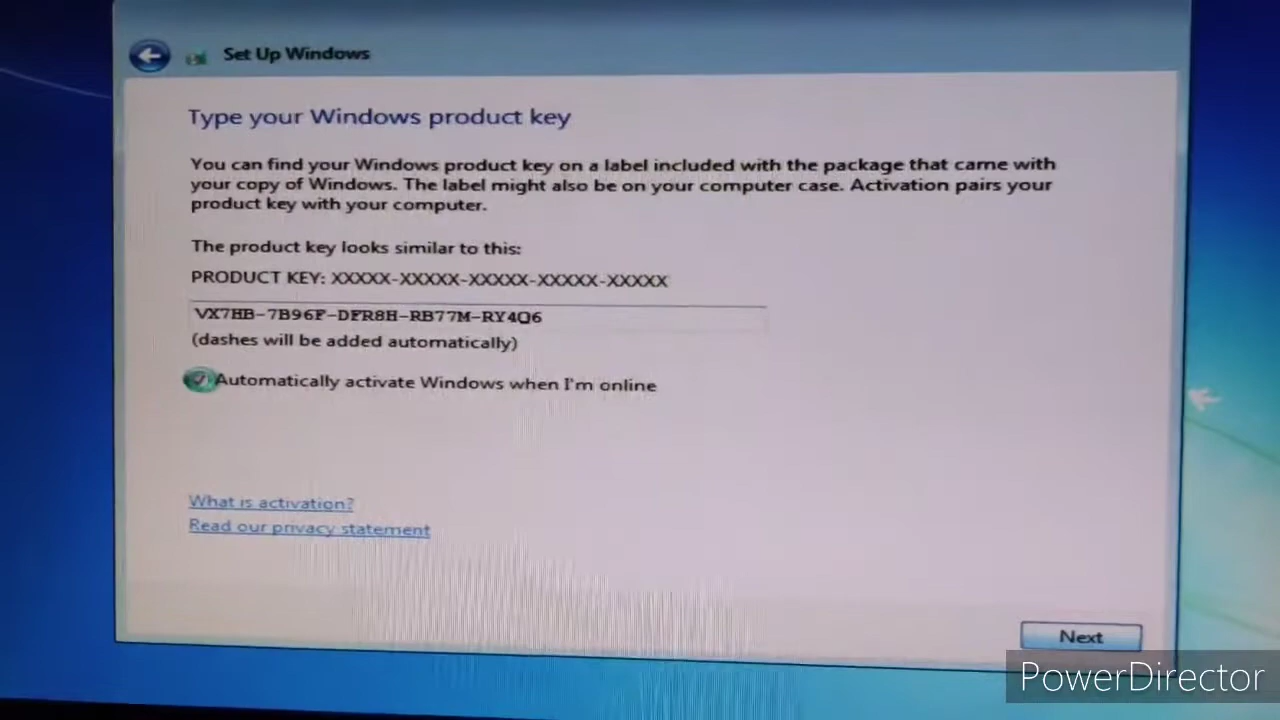 Set Up Windows
Type your Windows product key
You can find your Windows product key on a label included with the package that came with
your copy of Windows. The label might also be on your computer case. Activation pairs your
product key with your computer.
The product key looks similar to this:
PRODUCT KEY: XXXXX-XXXXX-XXXXX-XXXXX-XXXXX
VX7HB-7B96F-DFR8H-RB77M-RY4Q6
(dashes will be added automatically)
Automatically activate Windows when I'm online
What is activation?
Read our privacy statement
Next
PowerDirector